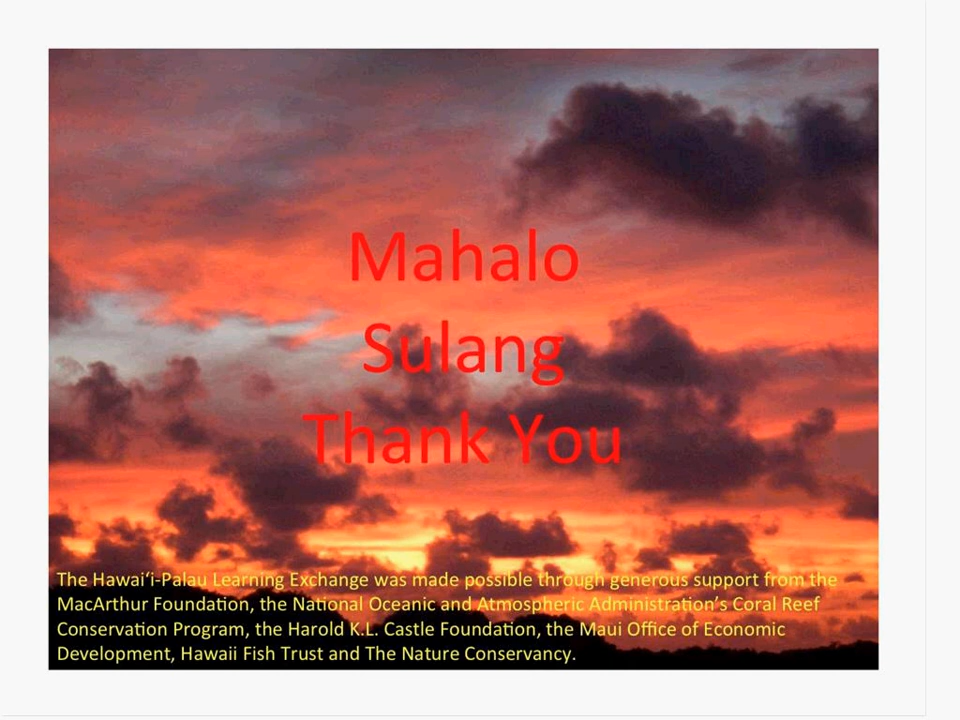 Mahalo
Sulang
Thank You
The Hawai‘i-Palau Learning Exchange was made possible through generous support from the
MacArthur Foundation, the National Oceanic and Atmospheric Administration’s Coral Reef
Conservation Program, the Harold K.L. Castle Foundation, the Maui Office of Economic
Development, Hawaii Fish Trust and The Nature Conservancy.